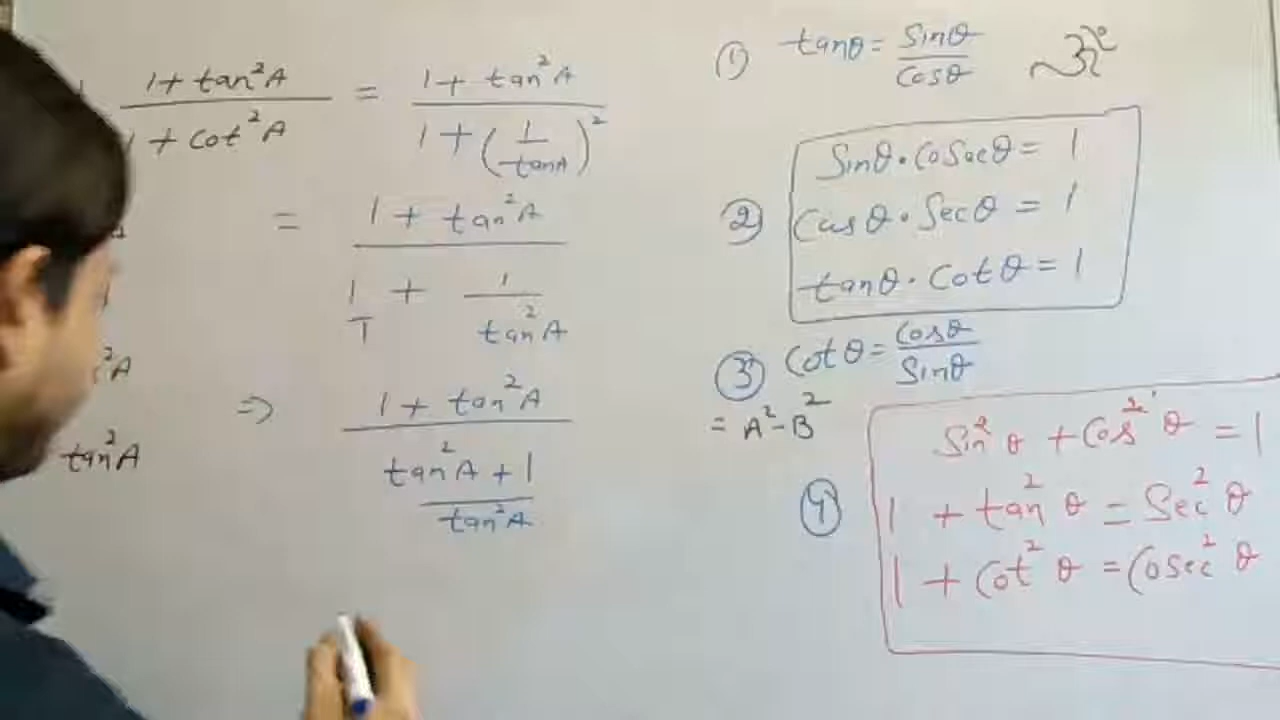 1 + tan²A / 1 + cot²A = 1 + tan²A / 1 + (1/tanA)²
= 1 + tan²A / 1/1 + 1/tan²A
²A
tan²A
⇒ 1 + tan²A / tan²A + 1 / tan²A
① tanθ = Sinθ/Cosθ
② Sinθ . Cosecθ = 1
Cosθ . Secθ = 1
tanθ . Cotθ = 1
③ Cotθ = Cosθ/Sinθ
= A² - B²
④ Sin²θ + Cos²θ = 1
1 + tan²θ = Sec²θ
1 + Cot²θ = Cosec²θ